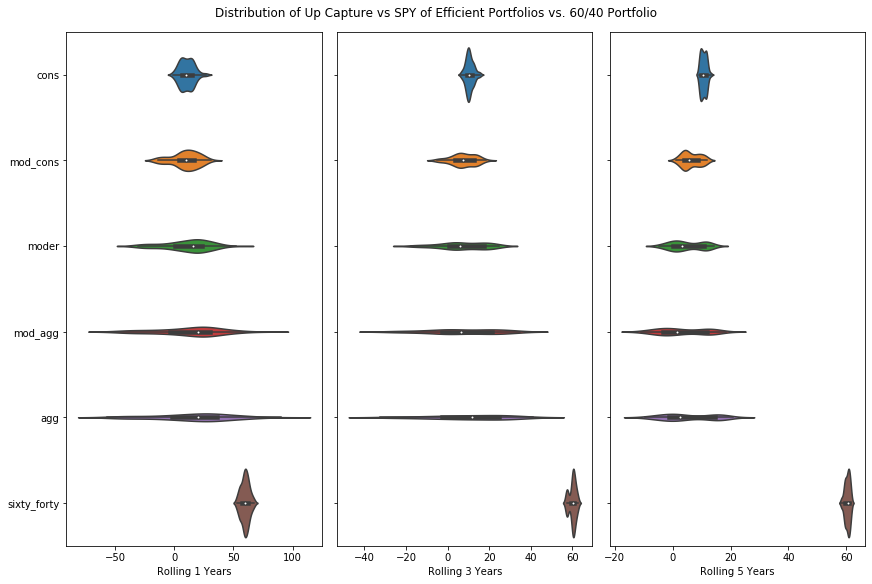 Distribution of Up Capture vs SPY of Efficient Portfolios vs. 60/40 Portfolio
cons
mod_cons
moder
mod_agg
agg
sixty_forty
−50 0 50 100
−40 −20 0 20 40 60
−20 0 20 40 60
Rolling 1 Years
Rolling 3 Years
Rolling 5 Years